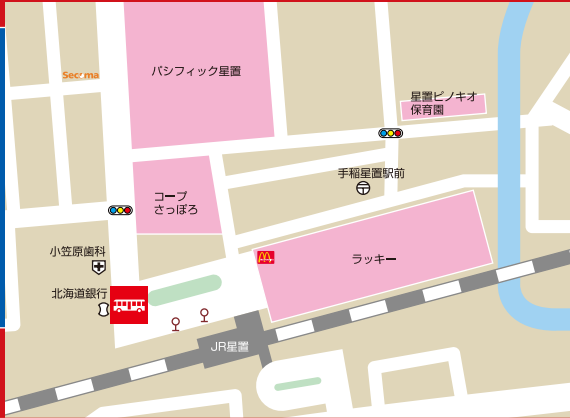 パシフィック星置
Secoma
星置ピノキオ
保育園
手稲星置駅前
コープ
さっぽろ
小笠原歯科
ラッキー
北海道銀行
JR星置